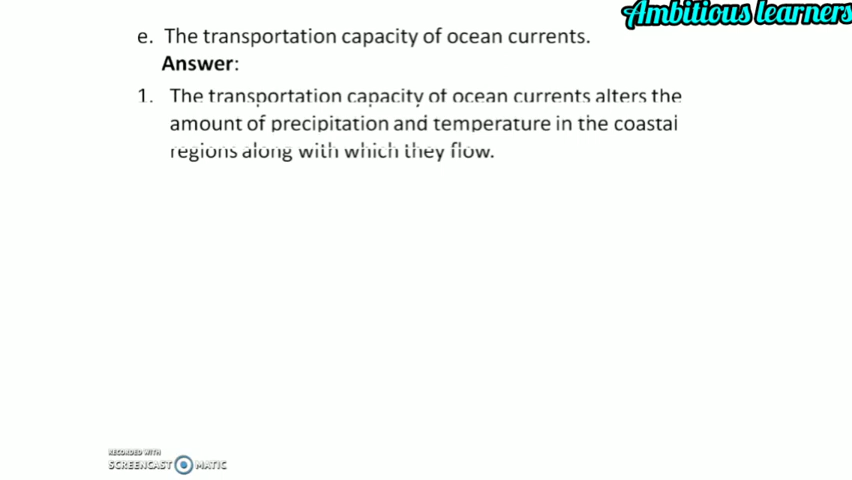 Ambitious learners
e. The transportation capacity of ocean currents.
Answer:
1. The transportation capacity of ocean currents alters the
amount of precipitation and temperature in the coastal
regions along with which they flow.
RECORDED WITH
SCREENCAST MATIC